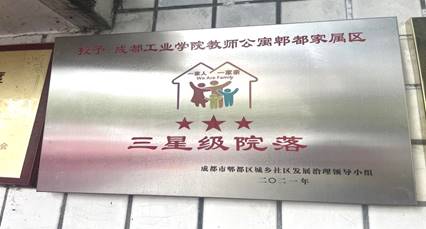 授予：成都工业学院教师公寓郫都家属区
一家人 一家亲
We Are Family
三星级院落
成都市郫都区城乡社区发展治理领导小组
二〇二一年